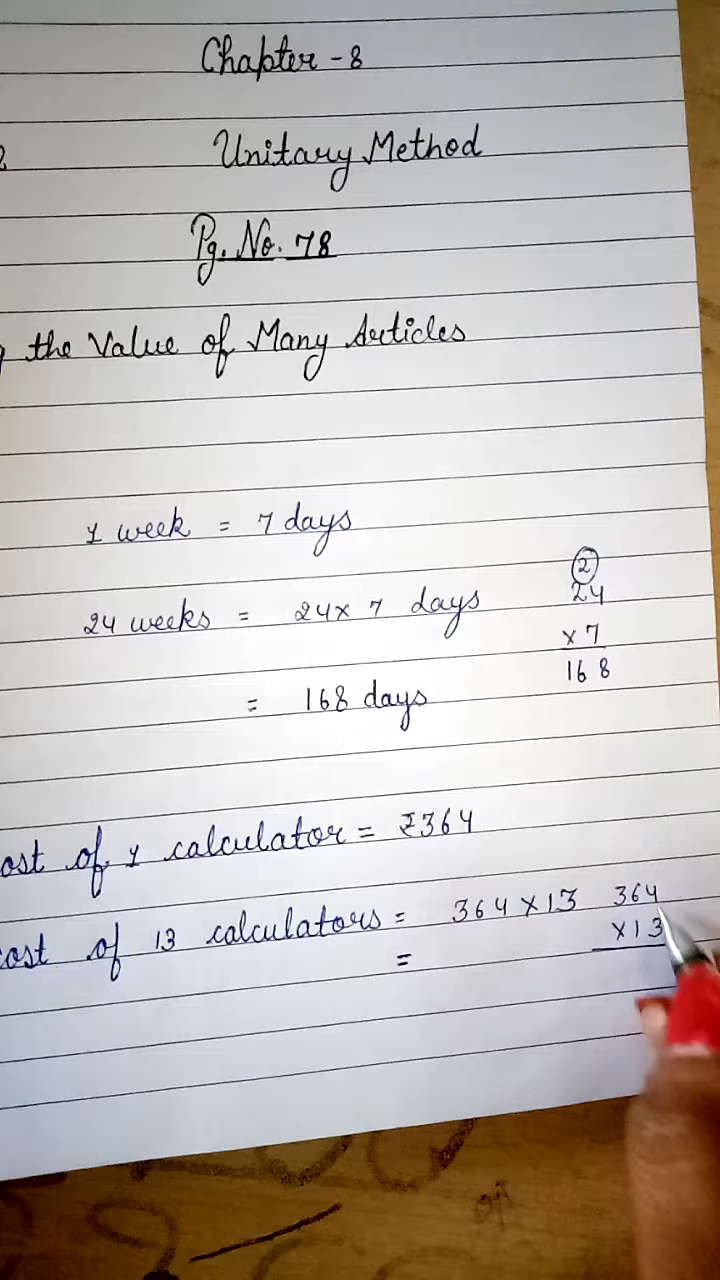 Chapter - 8
Unitary Method
Pg. No. 78
the Value of Many Articles
1 week = 7 days
24 weeks = 24 x 7 days
= 168 days
2
24
x 7
168
of 1 calculator = ₹364
of 13 calculators = 364 x 13
=
364
x 13